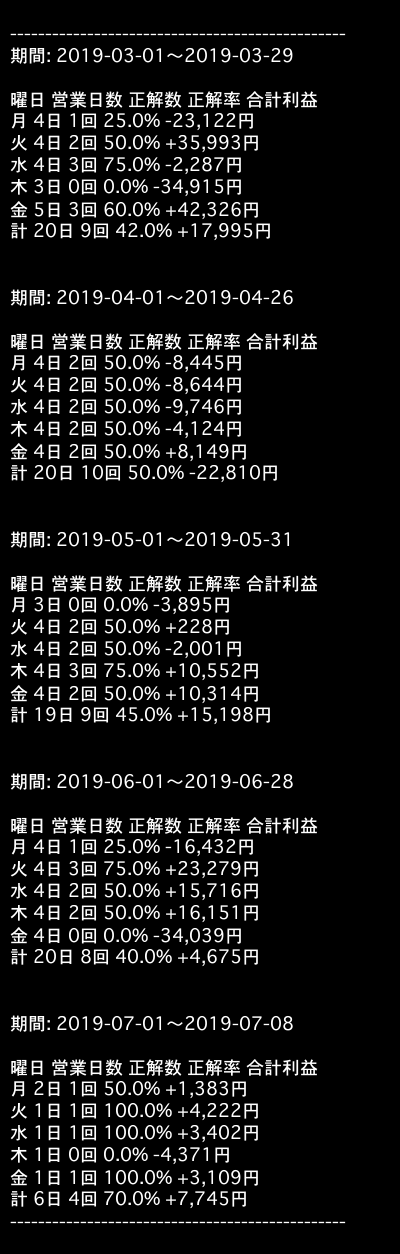 ------------------------------------------------
期間: 2019-03-01〜2019-03-29
曜日 営業日数 正解数 正解率 合計利益
月 4日 1回 25.0% -23,122円
火 4日 2回 50.0% +35,993円
水 4日 3回 75.0% -2,287円
木 3日 0回 0.0% -34,915円
金 5日 3回 60.0% +42,326円
計 20日 9回 42.0% +17,995円
期間: 2019-04-01〜2019-04-26
曜日 営業日数 正解数 正解率 合計利益
月 4日 2回 50.0% -8,445円
火 4日 2回 50.0% -8,644円
水 4日 2回 50.0% -9,746円
木 4日 2回 50.0% -4,124円
金 4日 2回 50.0% +8,149円
計 20日 10回 50.0% -22,810円
期間: 2019-05-01〜2019-05-31
曜日 営業日数 正解数 正解率 合計利益
月 3日 0回 0.0% -3,895円
火 4日 2回 50.0% +228円
水 4日 2回 50.0% -2,001円
木 4日 3回 75.0% +10,552円
金 4日 2回 50.0% +10,314円
計 19日 9回 45.0% +15,198円
期間: 2019-06-01〜2019-06-28
曜日 営業日数 正解数 正解率 合計利益
月 4日 1回 25.0% -16,432円
火 4日 3回 75.0% +23,279円
水 4日 2回 50.0% +15,716円
木 4日 2回 50.0% +16,151円
金 4日 0回 0.0% -34,039円
計 20日 8回 40.0% +4,675円
期間: 2019-07-01〜2019-07-08
曜日 営業日数 正解数 正解率 合計利益
月 2日 1回 50.0% +1,383円
火 1日 1回 100.0% +4,222円
水 1日 1回 100.0% +3,402円
木 1日 0回 0.0% -4,371円
金 1日 1回 100.0% +3,109円
計 6日 4回 70.0% +7,745円
------------------------------------------------